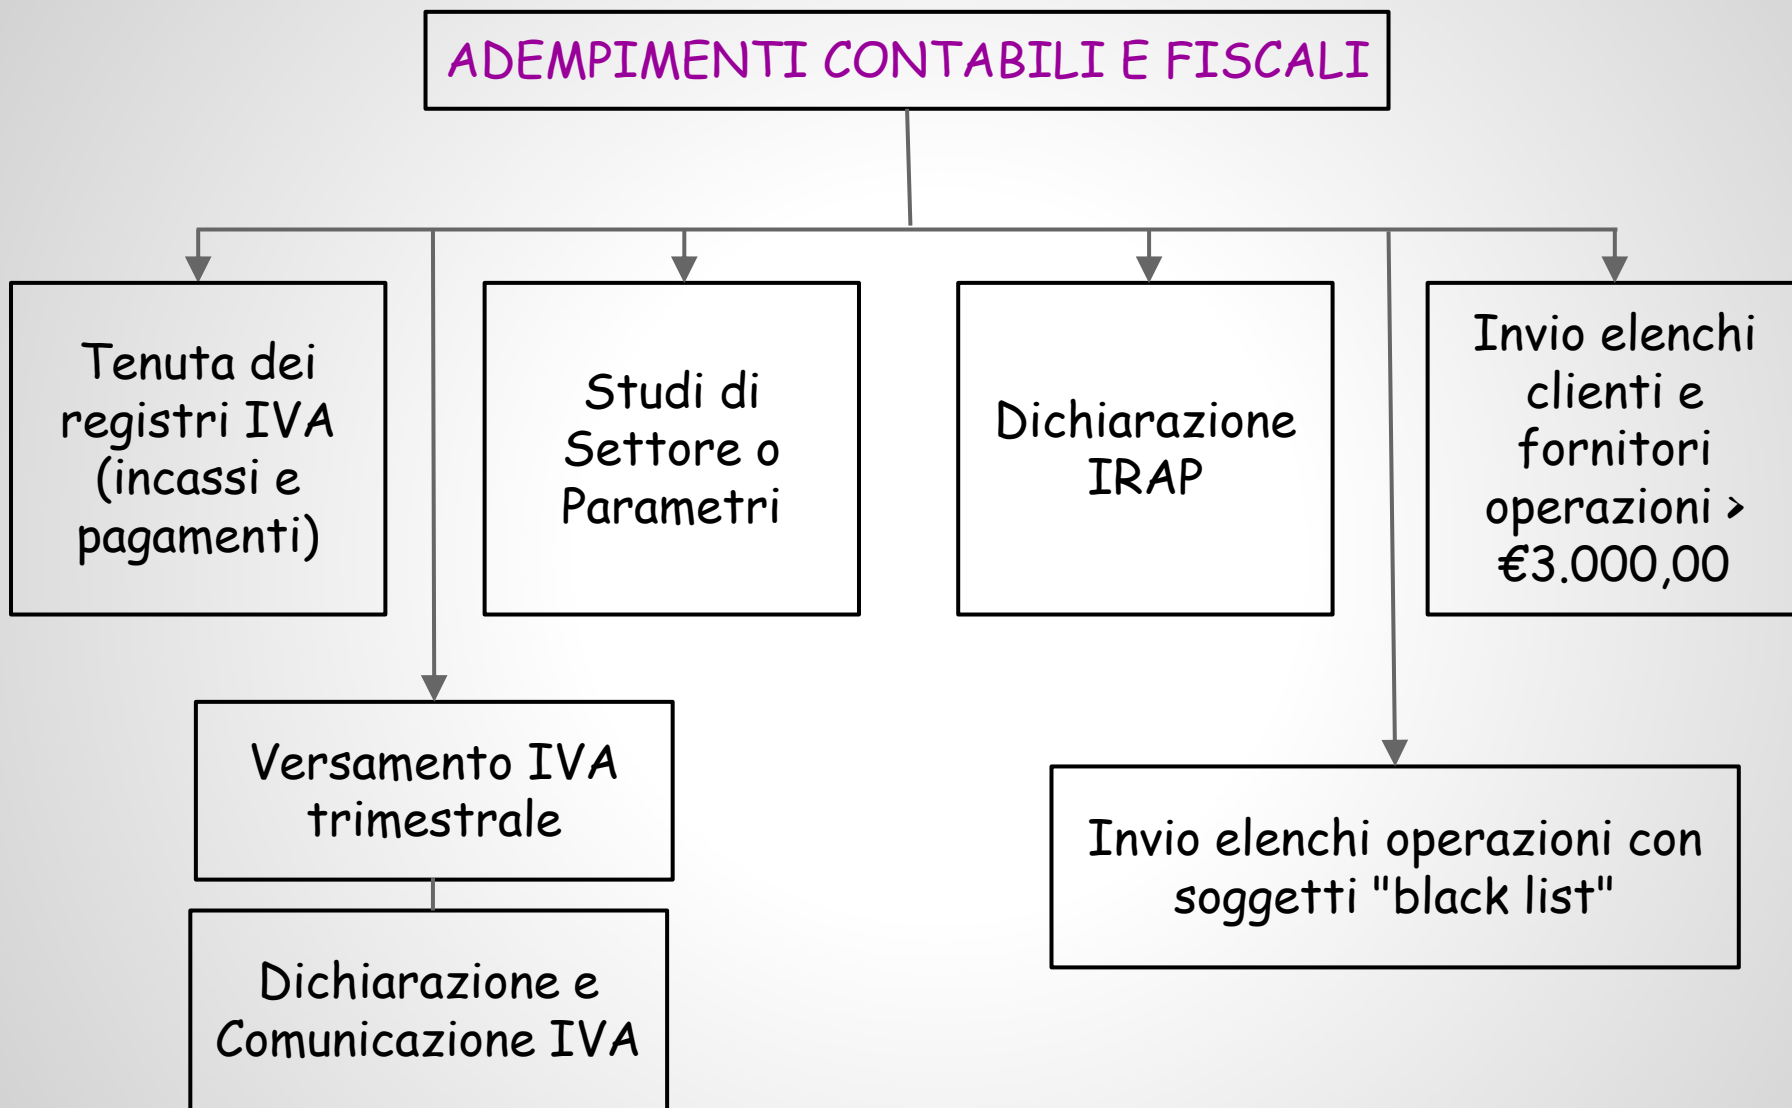 ADEMPIMENTI CONTABILI E FISCALI
Tenuta dei
registri IVA
(incassi e
pagamenti)
Studi di
Settore o
Parametri
Dichiarazione
IRAP
Invio elenchi
clienti e
fornitori
operazioni >
€3.000,00
Versamento IVA
trimestrale
Invio elenchi operazioni con
soggetti "black list"
Dichiarazione e
Comunicazione IVA